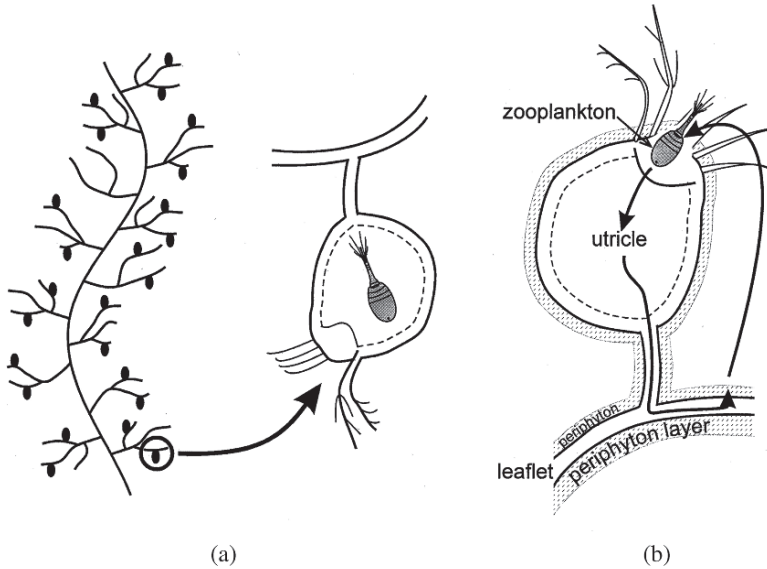 zooplankton
utricle
periphyton
leaflet
periphyton layer
(a)
(b)